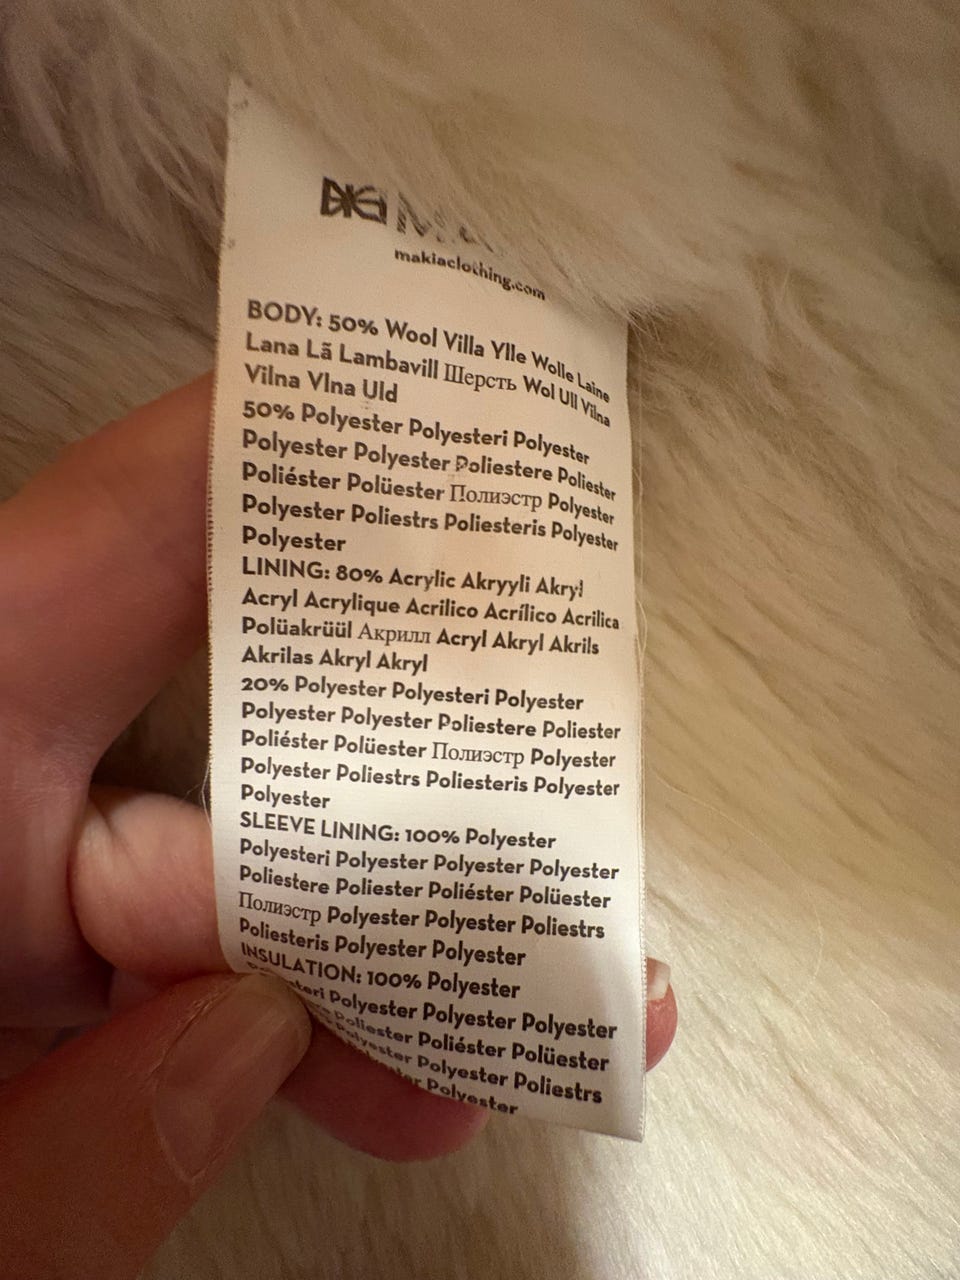 makiaclothing.com
BODY: 50% Wool Villa Ylle Wolle Laine
Lana Lã Lambavill Шерсть Wol Ull Vilna
Vilna Vlna Uld
50% Polyester Polyesteri Polyester
Polyester Polyester Poliestere Poliester
Poliéster Polüester Полиэстр Polyester
Polyester Poliestrs Poliesteris Polyester
Polyester
LINING: 80% Acrylic Akryyli Akryl
Acryl Acrylique Acrilico Acrílico Acrilica
Polüakrüül Акрилл Acryl Akryl Akrils
Akrilas Akryl Akryl
20% Polyester Polyesteri Polyester
Polyester Polyester Poliestere Poliester
Poliéster Polüester Полиэстр Polyester
Polyester Poliestrs Poliesteris Polyester
Polyester
SLEEVE LINING: 100% Polyester
Polyesteri Polyester Polyester Polyester
Poliestere Poliester Poliéster Polüester
Полиэстр Polyester Polyester Poliestrs
Poliesteris Polyester Polyester
INSULATION: 100% Polyester
Polyester Polyester Polyester
Poliester Poliéster Polüester
Polyester Polyester Poliestrs
Polyester